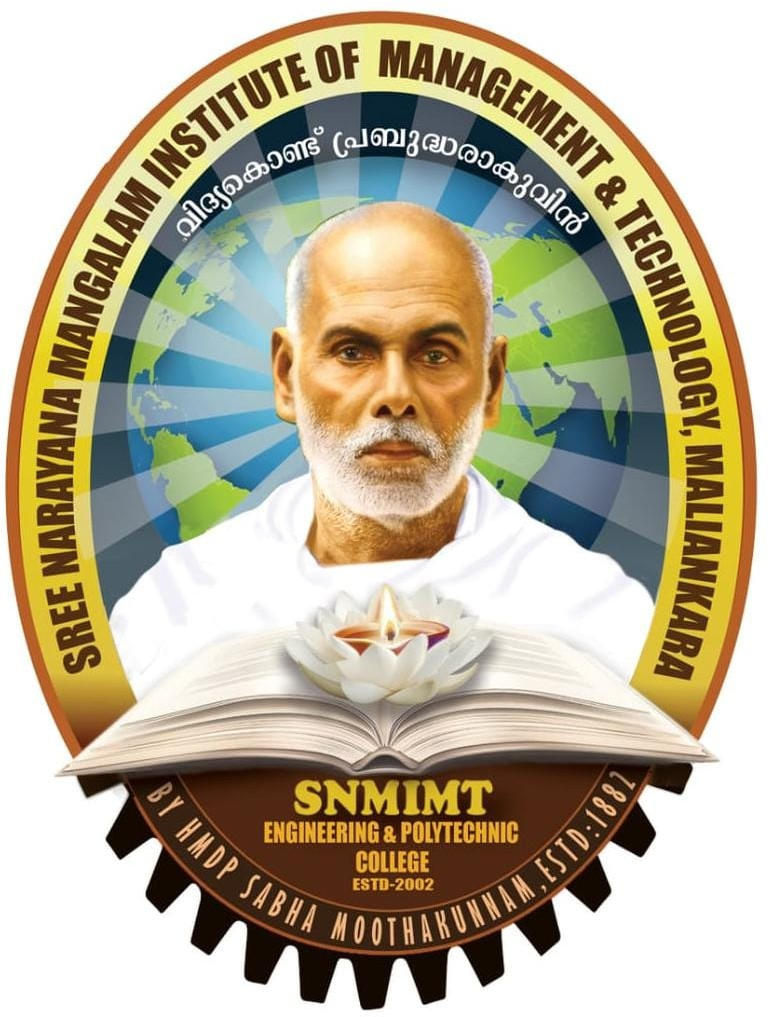 SREE NARAYANA MANGALAM INSTITUTE OF MANAGEMENT & TECHNOLOGY, MALIANKARA
വിദ്യകൊണ്ട് പ്രബുദ്ധരാകുവിൻ
SNMIMT
ENGINEERING & POLYTECHNIC
COLLEGE
ESTD-2002
BY HMDP SABHA MOOTHAKUNNAM,ESTD:1882